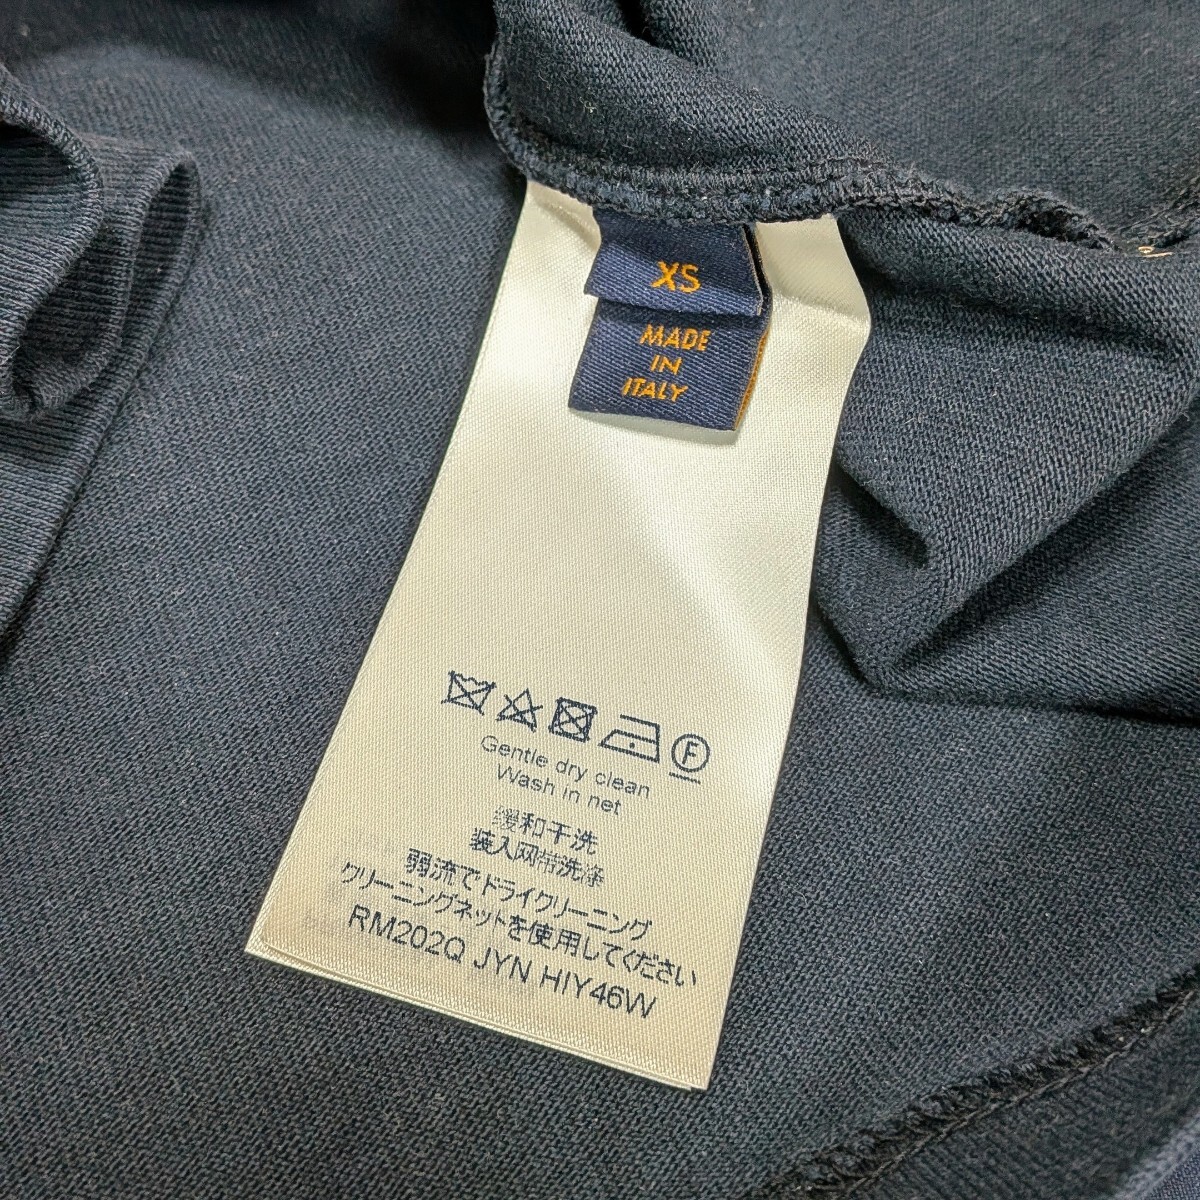 XS
MADE
IN
ITALY
F
Gentle dry clean
Wash in net
缓和干洗
装入网带洗净
弱流でドライクリーニング
クリーニングネットを使用してください
RM202Q JYN HIY46W